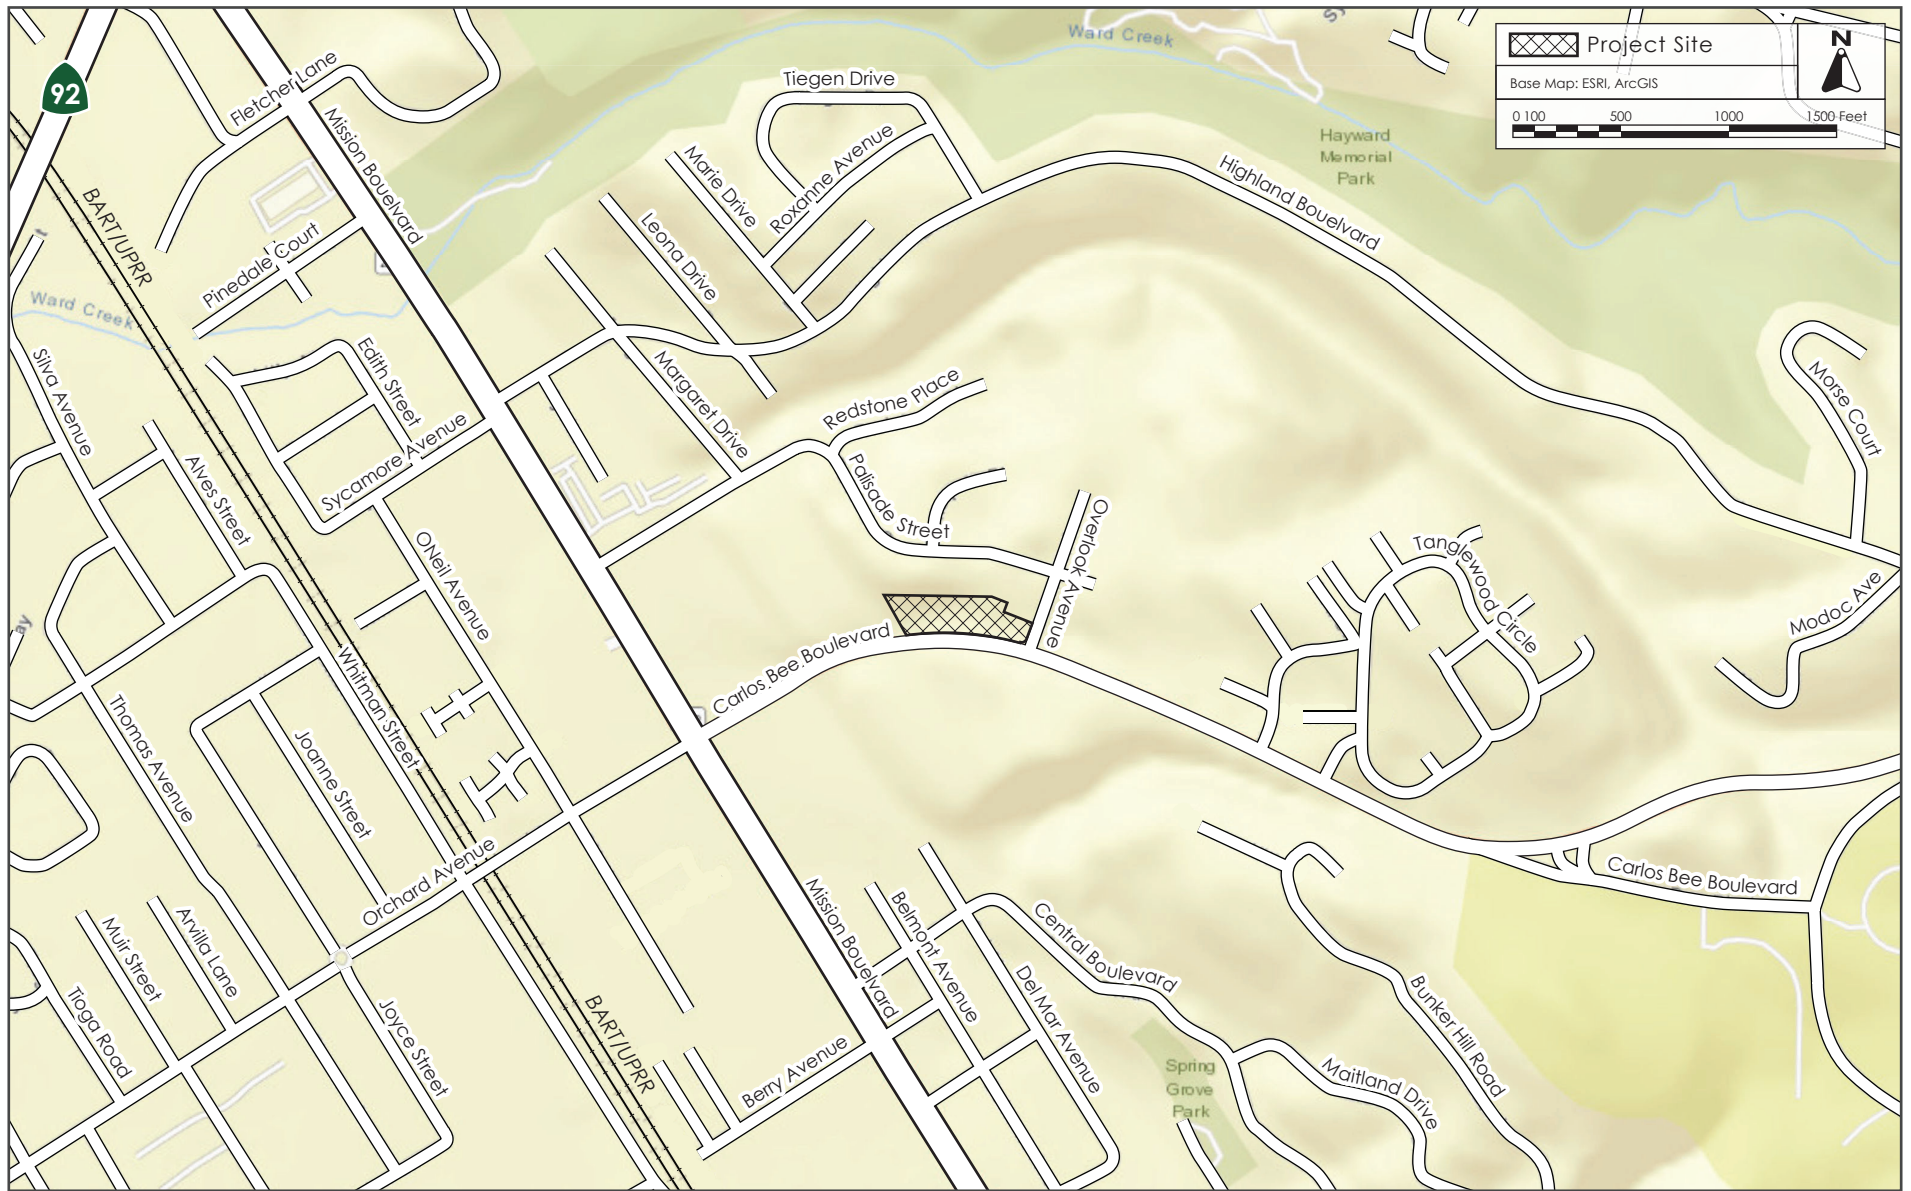 Ward Creek
Sy
Project Site
N
Base Map: ESRI, ArcGIS
0 100 500 1000 1500 Feet
92
Fletcher Lane
Mission Bouelvard
Tiegen Drive
Roxanne Avenue
Marie Drive
Leona Drive
Hayward
Memorial
Park
Highland Bouelvard
BART/UPRR
Pinedale Court
Ward Creek
t
Silva Avenue
Edith Street
Sycamore Avenue
Margaret Drive
Redstone Place
Morse Court
Alves Street
Palisade Street
Overlook Avenue
ONeil Avenue
Tanglewood Circle
Modoc Ave
ay
Whitman Street
Carlos Bee Boulevard
Thomas Avenue
Joanne Street
Orchard Avenue
Carlos Bee Boulevard
Mission Bouelvard
Belmont Avenue
Central Boulevard
Muir Street
Arvilla Lane
Del Mar Avenue
Bunker Hill Road
Tioga Road
Joyce Street
BART/UPRR
Berry Avenue
Spring
Grove
Park
Maitland Drive